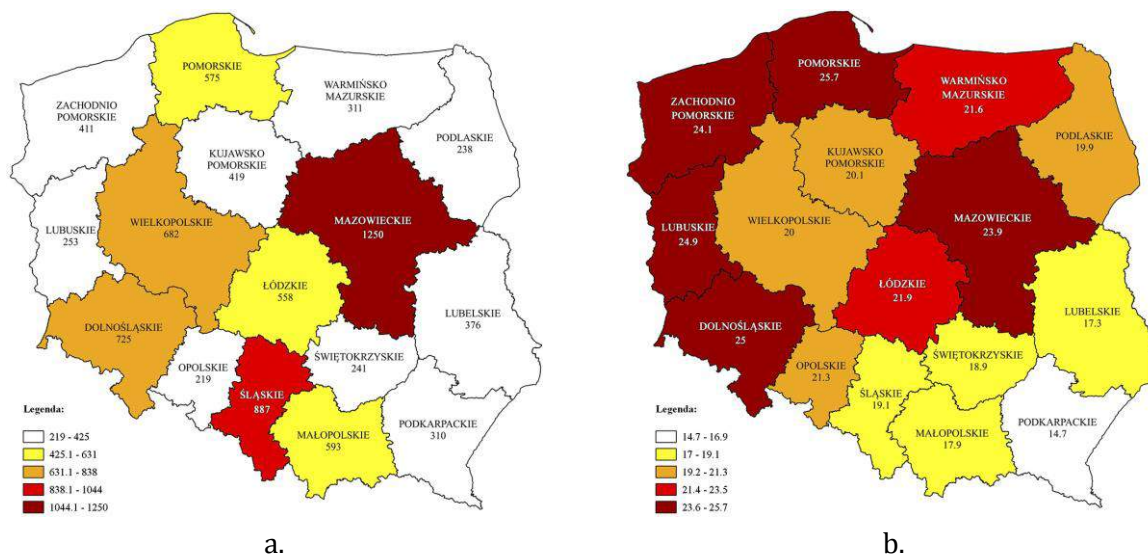 POMORSKIE
575
WARMIŃSKO
MAZURSKIE
311
ZACHODNIO
POMORSKIE
411
PODLASKIE
238
KUJAWSKO
POMORSKIE
419
MAZOWIECKIE
1250
WIELKOPOLSKIE
682
LUBUSKIE
253
ŁÓDZKIE
558
LUBELSKIE
376
DOLNOŚLĄSKIE
725
ŚWIĘTOKRZYSKIE
241
OPOLSKIE
219
ŚLĄSKIE
887
MAŁOPOLSKIE
593
PODKARPACKIE
310
Legenda:
219 - 425
425.1 - 631
631.1 - 838
838.1 - 1044
1044.1 - 1250
a.
POMORSKIE
25.7
WARMIŃSKO
MAZURSKIE
21.6
ZACHODNIO
POMORSKIE
24.1
PODLASKIE
19.9
KUJAWSKO
POMORSKIE
20.1
MAZOWIECKIE
23.9
WIELKOPOLSKIE
20
LUBUSKIE
24.9
ŁÓDZKIE
21.9
LUBELSKIE
17.3
DOLNOŚLĄSKIE
25
ŚWIĘTOKRZYSKIE
18.9
OPOLSKIE
21.3
ŚLĄSKIE
19.1
MAŁOPOLSKIE
17.9
PODKARPACKIE
14.7
Legenda:
14.7 - 16.9
17 - 19.1
19.2 - 21.3
21.4 - 23.5
23.6 - 25.7
b.